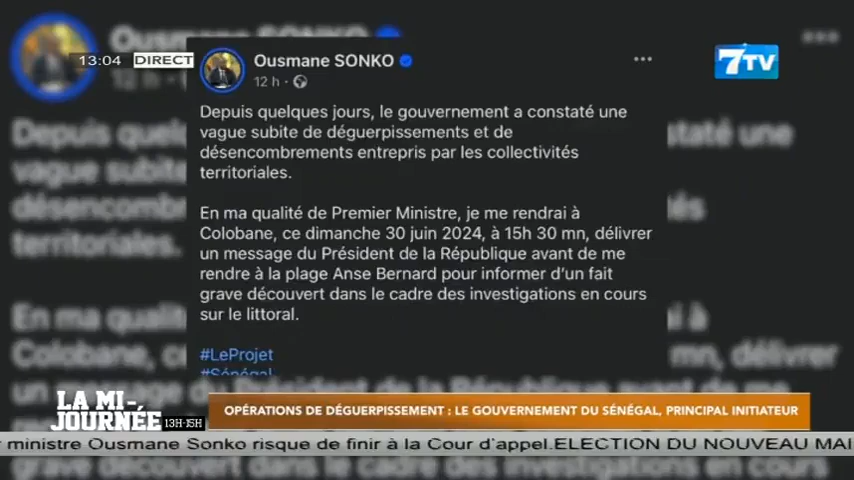 13:04 DIRECT
7TV
Ousmane SONKO
12 h
Depuis quelques jours, le gouvernement a constaté une
vague subite de déguerpissements et de
désencombrements entrepris par les collectivités
territoriales.
En ma qualité de Premier Ministre, je me rendrai à
Colobane, ce dimanche 30 juin 2024, à 15h 30 mn, délivrer
un message du Président de la République avant de me
rendre à la plage Anse Bernard pour informer d'un fait
grave découvert dans le cadre des investigations en cours
sur le littoral.
#LeProjet
#Sénégal
LA MI-
JOURNÉE 13H-15H
OPÉRATIONS DE DÉGUERPISSEMENT : LE GOUVERNEMENT DU SÉNÉGAL, PRINCIPAL INITIATEUR
r ministre Ousmane Sonko risque de finir à la Cour d'appel.ELECTION DU NOUVEAU MAI